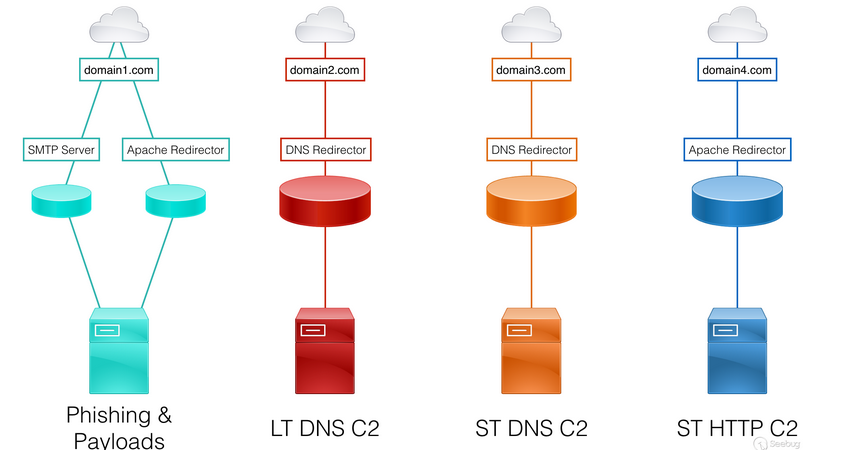 domain1.com
domain2.com
domain3.com
domain4.com
SMTP Server
Apache Redirector
DNS Redirector
DNS Redirector
Apache Redirector
Phishing &
Payloads
LT DNS C2
ST DNS C2
ST HTTP C2
Seebug